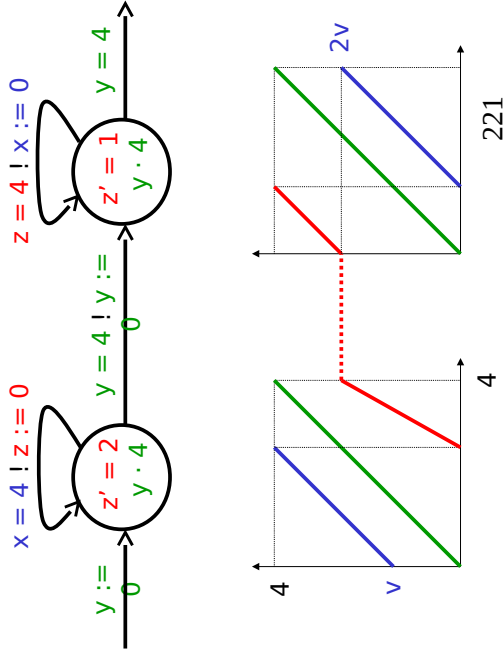 x = 4 ! z := 0
z = 4 ! x := 0
y :=
0
z' = 2
y · 4
y = 4 ! y :=
0
z' = 1
y · 4
y = 4
4
v
4
2v
221